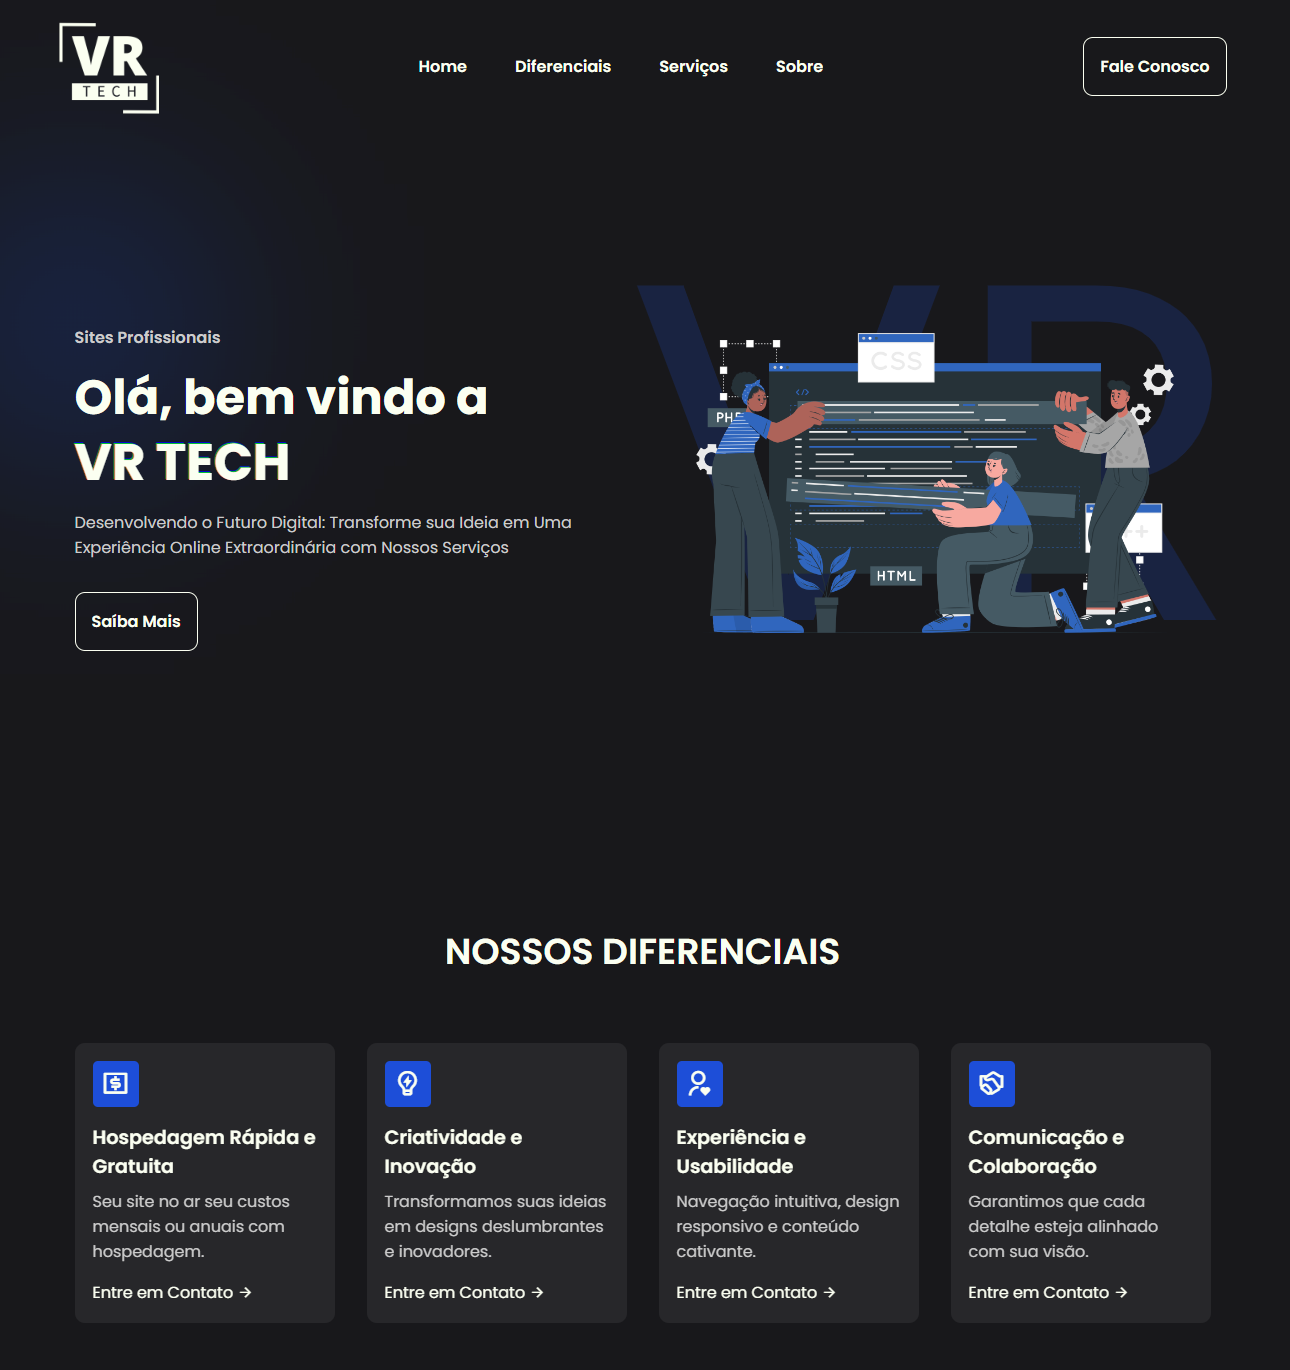 VR
TECH
Home
Diferenciais
Serviços
Sobre
Fale Conosco
Sites Profissionais
Olá, bem vindo a
VR TECH
Desenvolvendo o Futuro Digital: Transforme sua Ideia em Uma
Experiência Online Extraordinária com Nossos Serviços
Saíba Mais
VR
CSS
</>
HTML
NOSSOS DIFERENCIAIS
Hospedagem Rápida e
Gratuita
Seu site no ar seu custos
mensais ou anuais com
hospedagem.
Entre em Contato →
Criatividade e
Inovação
Transformamos suas ideias
em designs deslumbrantes
e inovadores.
Entre em Contato →
Experiência e
Usabilidade
Navegação intuitiva, design
responsivo e conteúdo
cativante.
Entre em Contato →
Comunicação e
Colaboração
Garantimos que cada
detalhe esteja alinhado
com sua visão.
Entre em Contato →